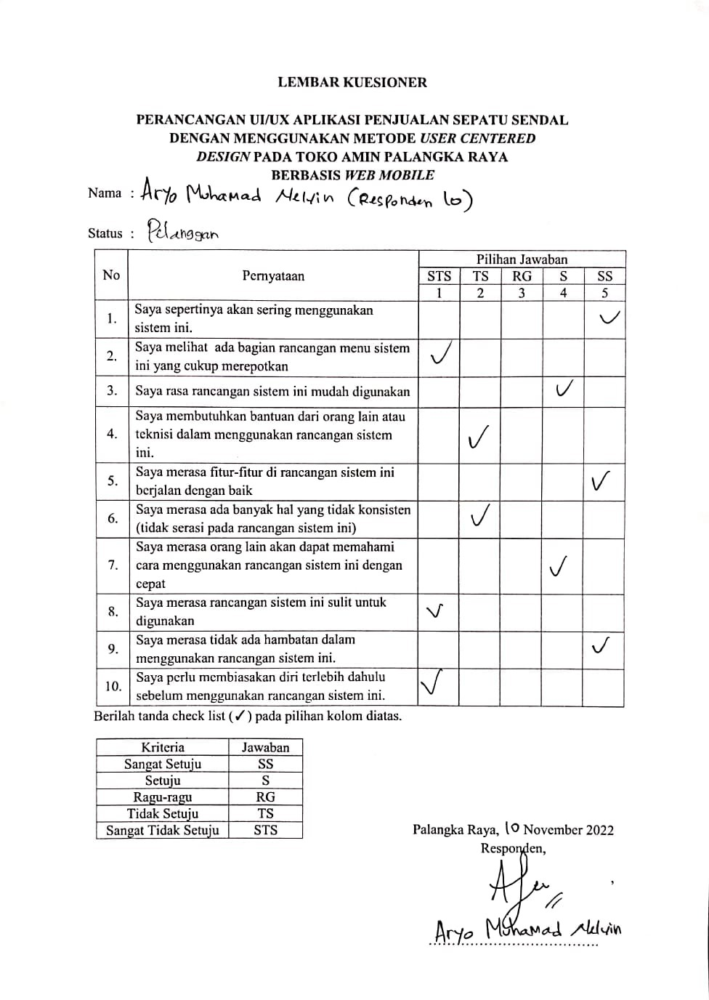 LEMBAR KUESIONER
PERANCANGAN UI/UX APLIKASI PENJUALAN SEPATU SENDAL
DENGAN MENGGUNAKAN METODE USER CENTERED
DESIGN PADA TOKO AMIN PALANGKA RAYA
BERBASIS WEB MOBILE
Nama : Aryo Muhamad Melvin (Responden 10)
Status : Pelanggan
No Pernyataan Pilihan Jawaban
STS TS RG S SS
1 2 3 4 5
1. Saya sepertinya akan sering menggunakan
sistem ini. ✓
2. Saya melihat ada bagian rancangan menu sistem
ini yang cukup merepotkan ✓
3. Saya rasa rancangan sistem ini mudah digunakan ✓
4. Saya membutuhkan bantuan dari orang lain atau
teknisi dalam menggunakan rancangan sistem
ini. ✓
5. Saya merasa fitur-fitur di rancangan sistem ini
berjalan dengan baik ✓
6. Saya merasa ada banyak hal yang tidak konsisten
(tidak serasi pada rancangan sistem ini) ✓
7. Saya merasa orang lain akan dapat memahami
cara menggunakan rancangan sistem ini dengan
cepat ✓
8. Saya merasa rancangan sistem ini sulit untuk
digunakan ✓
9. Saya merasa tidak ada hambatan dalam
menggunakan rancangan sistem ini. ✓
10. Saya perlu membiasakan diri terlebih dahulu
sebelum menggunakan rancangan sistem ini. ✓
Berilah tanda check list (✓) pada pilihan kolom diatas.
Kriteria Jawaban
Sangat Setuju SS
Setuju S
Ragu-ragu RG
Tidak Setuju TS
Sangat Tidak Setuju STS
Palangka Raya, 10 November 2022
Responden,
Aryo Muhamad Melvin